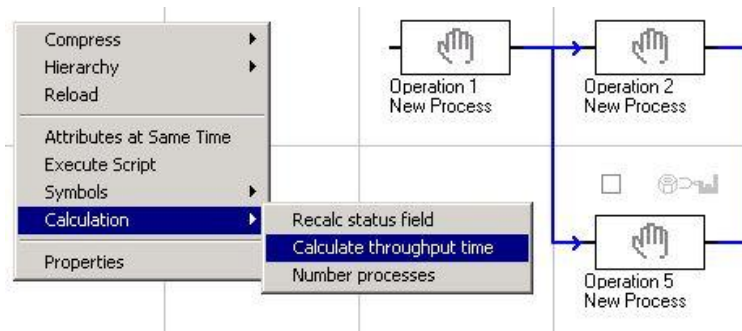 Compress
Hierarchy
Reload
Attributes at Same Time
Execute Script
Symbols
Calculation
Properties
Recalc status field
Calculate throughput time
Number processes
Operation 1
New Process
Operation 2
New Process
Operation 5
New Process